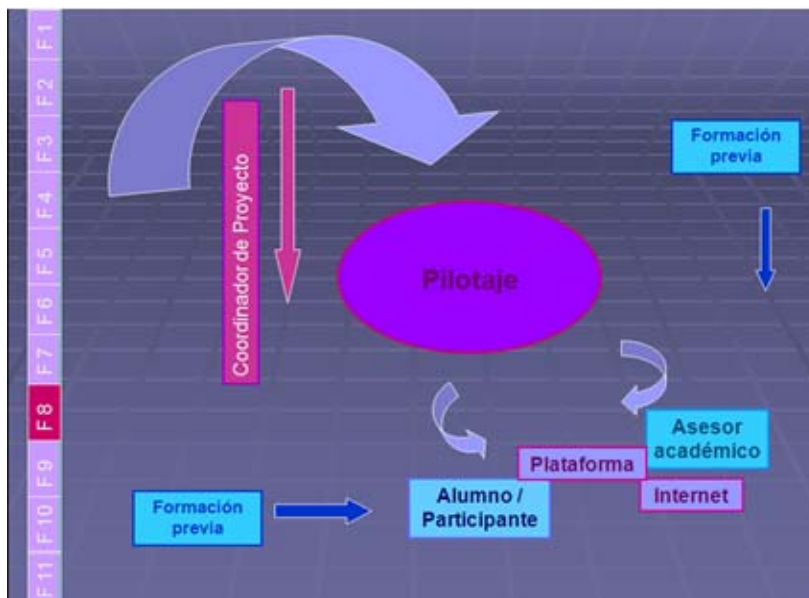 F1
F2
F3
F4
F5
F6
F7
F8
F9
F10
F11
Coordinador de Proyecto
Formación
previa
Pilotaje
Asesor
académico
Plataforma
Internet
Alumno /
Participante
Formación
previa